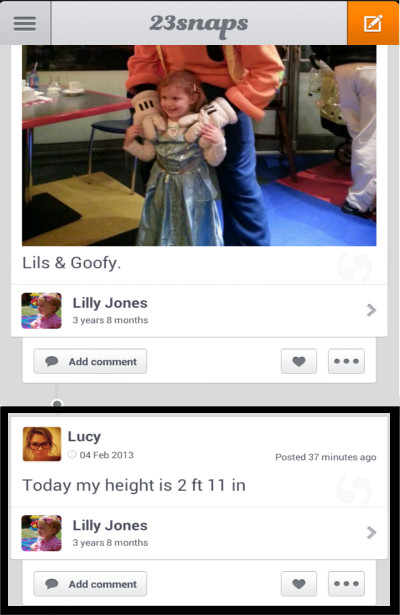 23snaps
Lils & Goofy.
Lilly Jones
3 years 8 months
Add comment
Lucy
04 Feb 2013
Posted 37 minutes ago
Today my height is 2 ft 11 in
Lilly Jones
3 years 8 months
Add comment